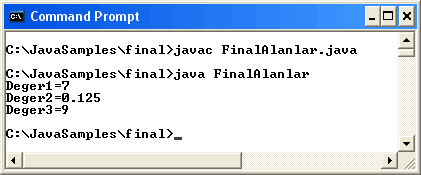 Command Prompt
C:\JavaSamples\final>javac FinalAlanlar.java
C:\JavaSamples\final>java FinalAlanlar
Deger1=7
Deger2=0.125
Deger3=9
C:\JavaSamples\final>_